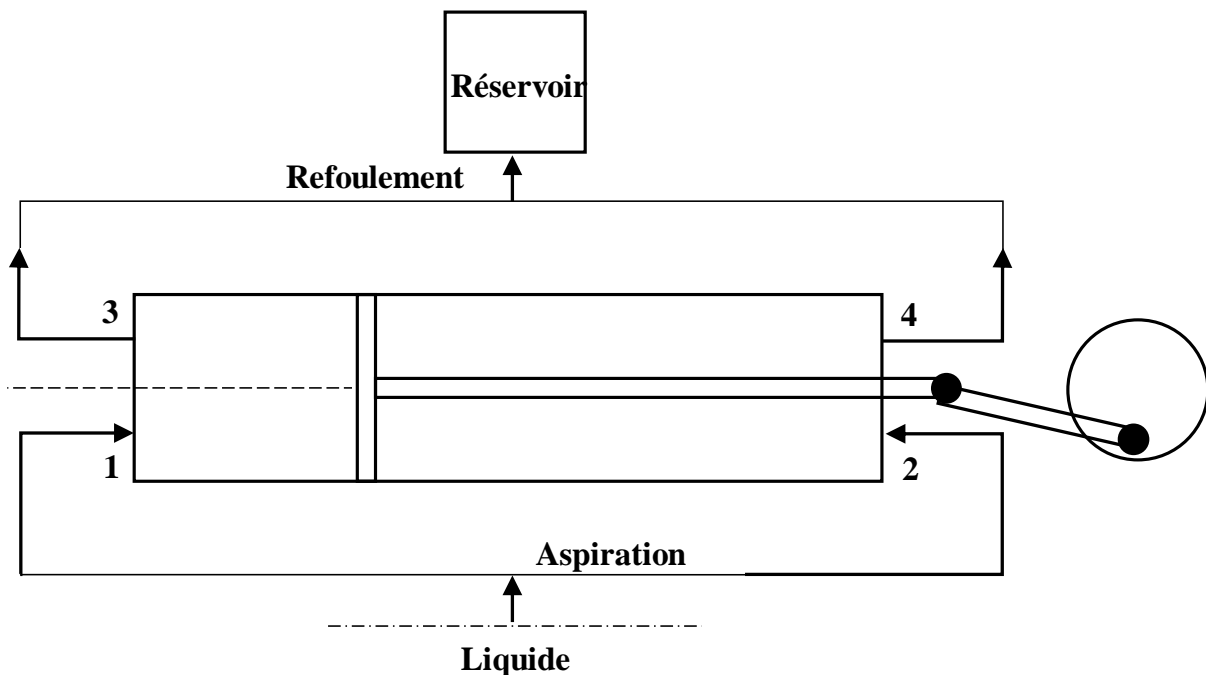 Réservoir
Refoulement
3
4
1
2
Aspiration
Liquide